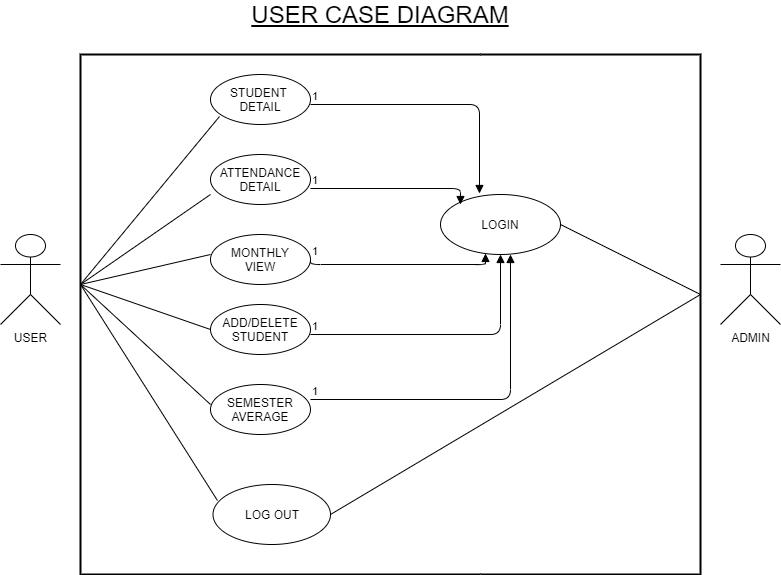 USER CASE DIAGRAM
STUDENT
DETAIL
1
ATTENDANCE
DETAIL
1
LOGIN
MONTHLY
VIEW
1
ADD/DELETE
STUDENT
1
USER
ADMIN
SEMESTER
AVERAGE
1
LOG OUT